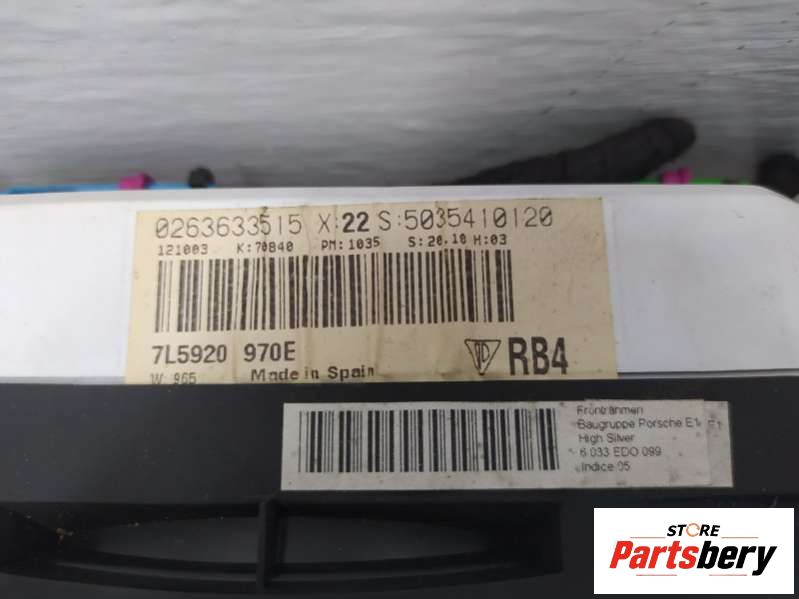 0263633515 X:22 S:5035410120
121003 K:70840 PM:1035 S:20.10 H:03
7L5920 970E RB4
W 965 Made in Spain
Frontrahmen
Baugruppe Porsche E1
High Silver
6 033 EDO 099
Indice 05
STORE
Partsbery